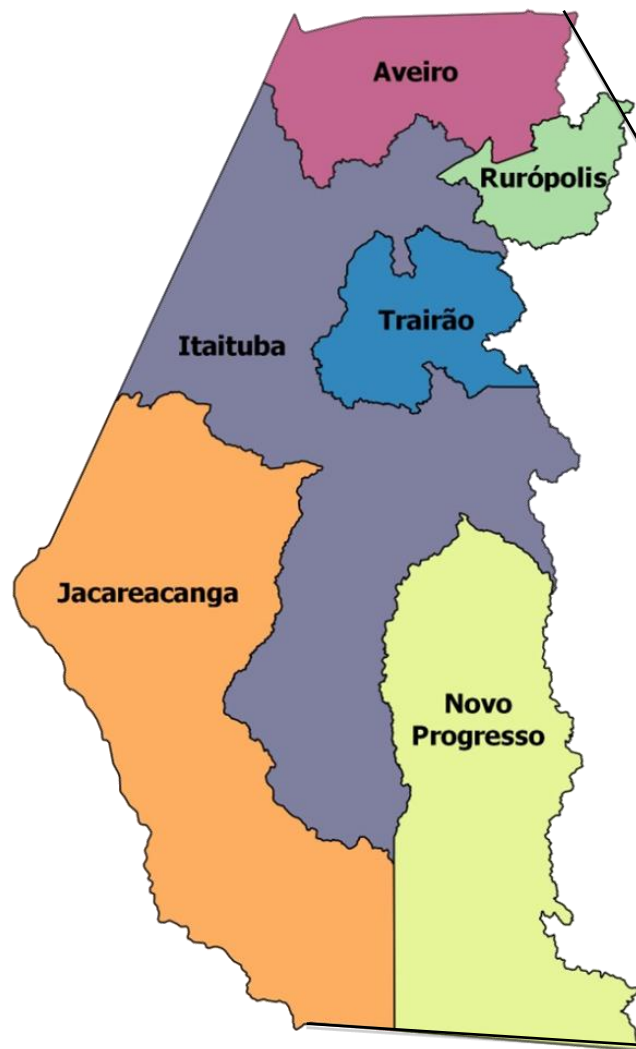 Aveiro
Rurópolis
Trairão
Itaituba
Jacareacanga
Novo
Progresso